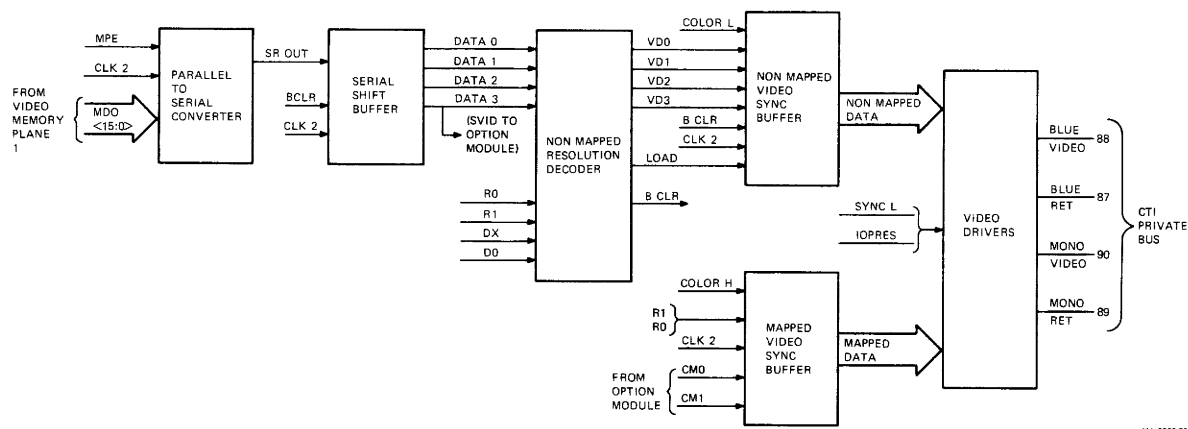 MPE
CLK 2
FROM
VIDEO
MEMORY
PLANE
1
MDO
<15:0>
PARALLEL
TO
SERIAL
CONVERTER
SR OUT
BCLR
CLK 2
SERIAL
SHIFT
BUFFER
DATA 0
DATA 1
DATA 2
DATA 3
(SVID TO
OPTION
MODULE)
R0
R1
DX
D0
NON MAPPED
RESOLUTION
DECODER
VD0
VD1
VD2
VD3
LOAD
B CLR
COLOR L
B CLR
CLK 2
NON MAPPED
VIDEO
SYNC
BUFFER
NON MAPPED
DATA
SYNC L
IOPRES
COLOR H
R1
R0
CLK 2
FROM
OPTION
MODULE
CM0
CM1
MAPPED
VIDEO
SYNC
BUFFER
MAPPED
DATA
VIDEO
DRIVERS
BLUE
VIDEO
88
BLUE
RET
87
MONO
VIDEO
90
MONO
RET
89
CTI
PRIVATE
BUS